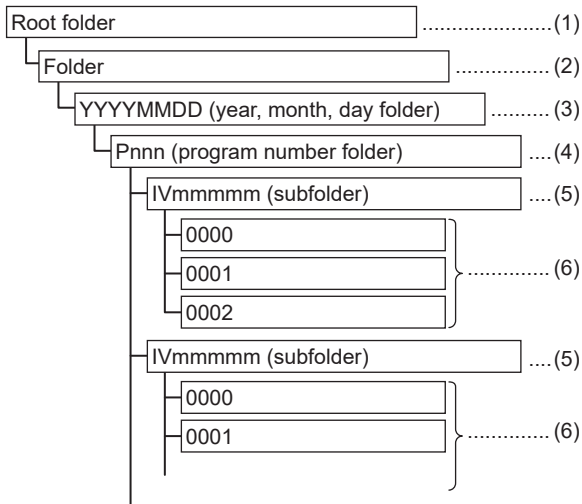 Root folder ......................(1)
Folder ................(2)
YYYYMMDD (year, month, day folder) ..........(3)
Pnnn (program number folder) ....(4)
IVmmmmm (subfolder) ....(5)
0000
0001 .............. (6)
0002
IVmmmmm (subfolder) ....(5)
0000
0001 .............. (6)